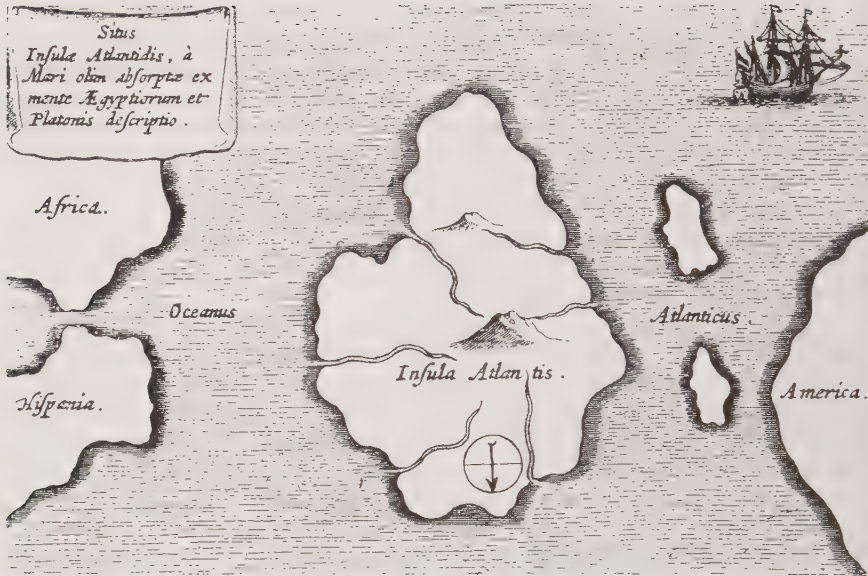 Situs
Insulæ Atlantidis, à
Mari olim absorptæ ex
mente Ægyptiorum et
Platonis descriptio.
Africa.
Oceanus
Atlanticus.
Insula Atlantis.
Hispania.
America.